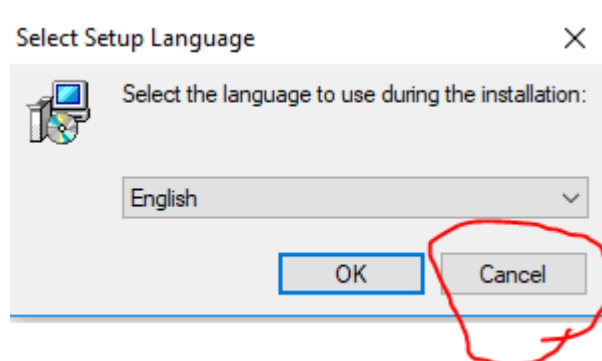 Select Setup Language
Select the language to use during the installation:
English
OK
Cancel